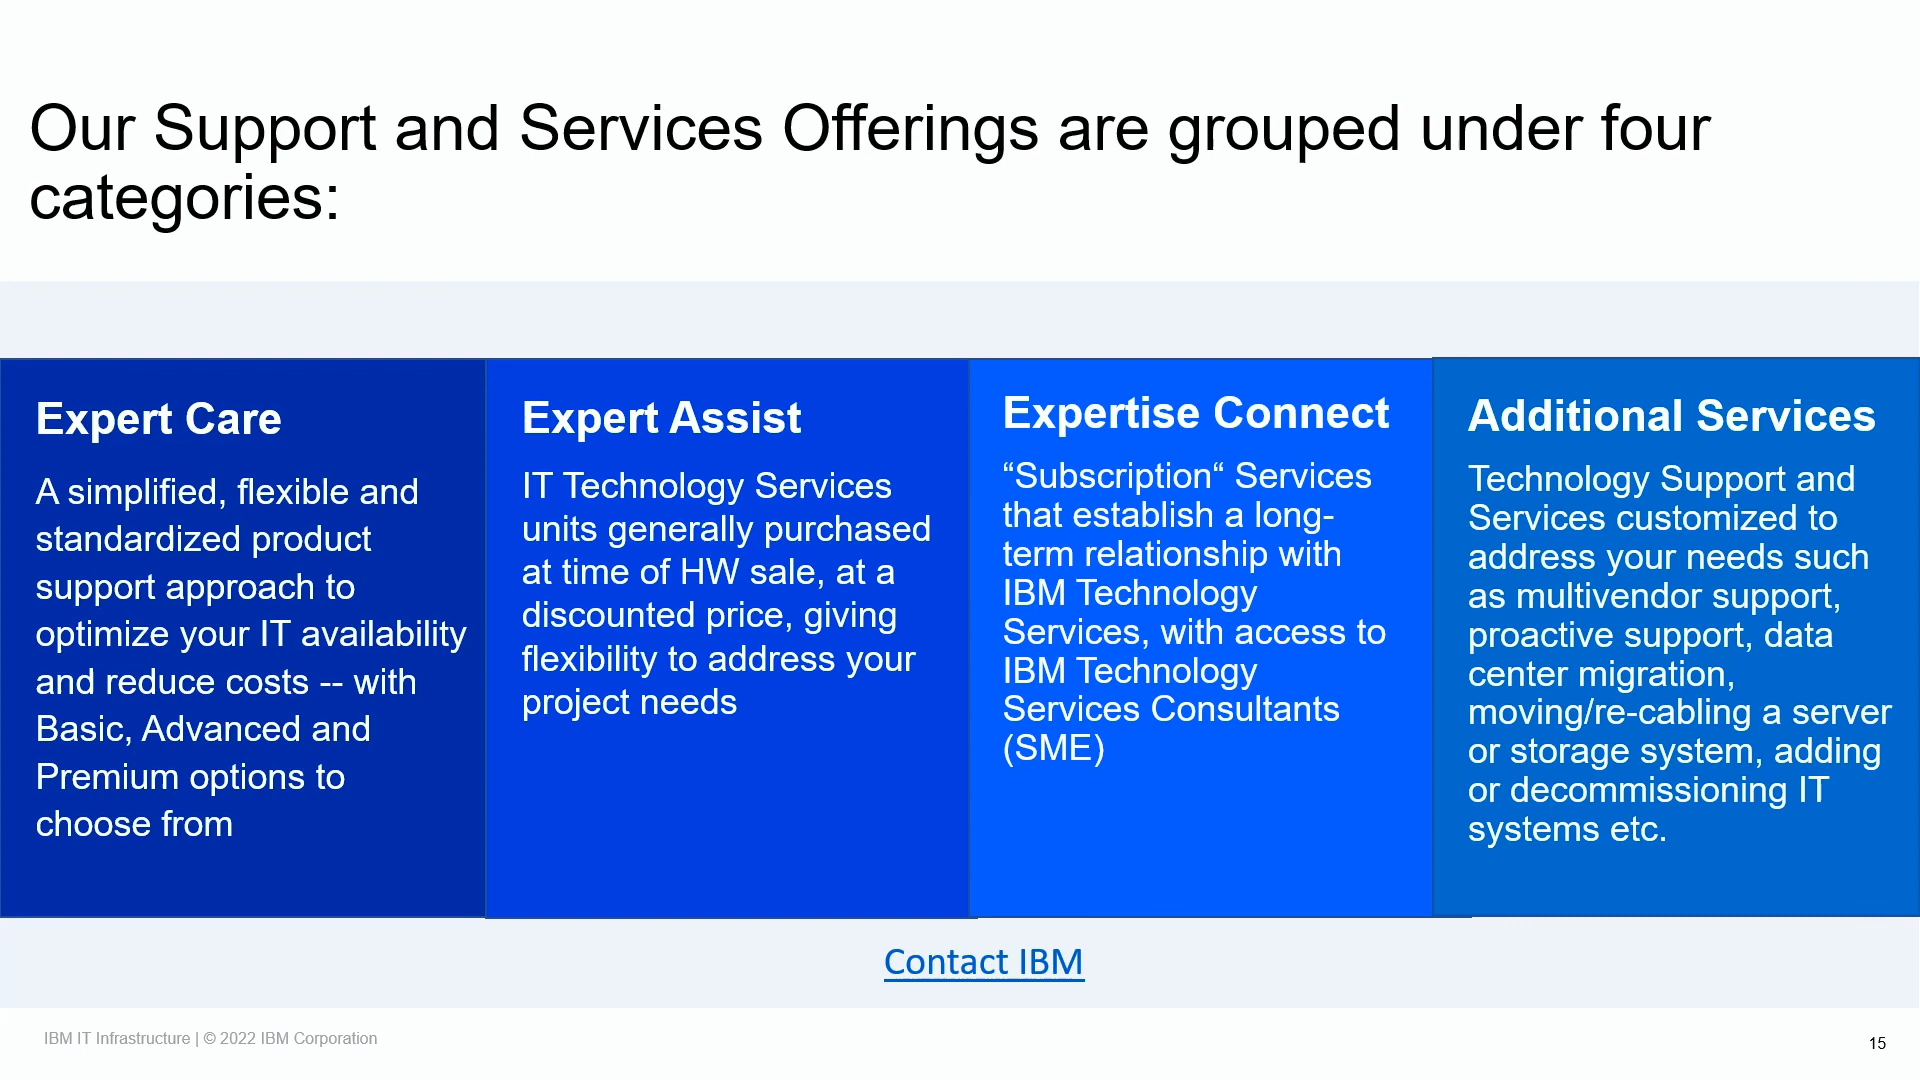 Our Support and Services Offerings are grouped under four
categories:
Expert Care
A simplified, flexible and
standardized product
support approach to
optimize your IT availability
and reduce costs -- with
Basic, Advanced and
Premium options to
choose from
Expert Assist
IT Technology Services
units generally purchased
at time of HW sale, at a
discounted price, giving
flexibility to address your
project needs
Expertise Connect
“Subscription“ Services
that establish a long-
term relationship with
IBM Technology
Services, with access to
IBM Technology
Services Consultants
(SME)
Additional Services
Technology Support and
Services customized to
address your needs such
as multivendor support,
proactive support, data
center migration,
moving/re-cabling a server
or storage system, adding
or decommissioning IT
systems etc.
Contact IBM
IBM IT Infrastructure | © 2022 IBM Corporation
15